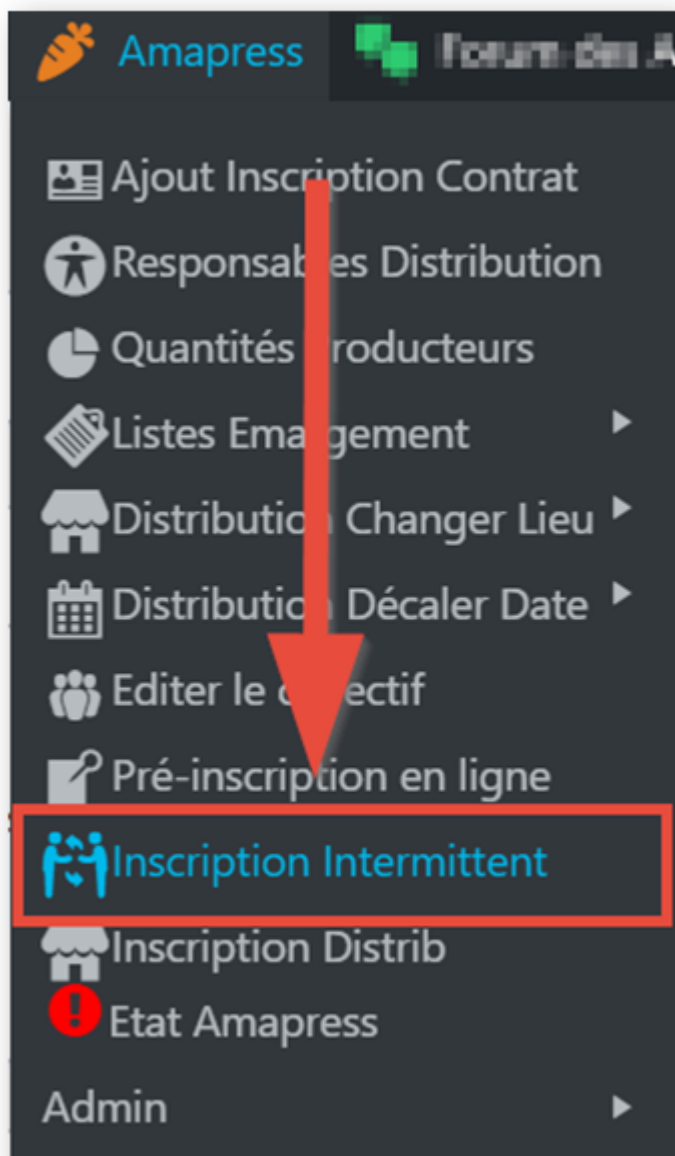 Amapress
Ajout Inscription Contrat
Responsables Distribution
Quantités Producteurs
Listes Emargement
Distribution Changer Lieu
Distribution Décaler Date
Editer le collectif
Pré-inscription en ligne
Inscription Intermittent
Inscription Distrib
Etat Amapress
Admin